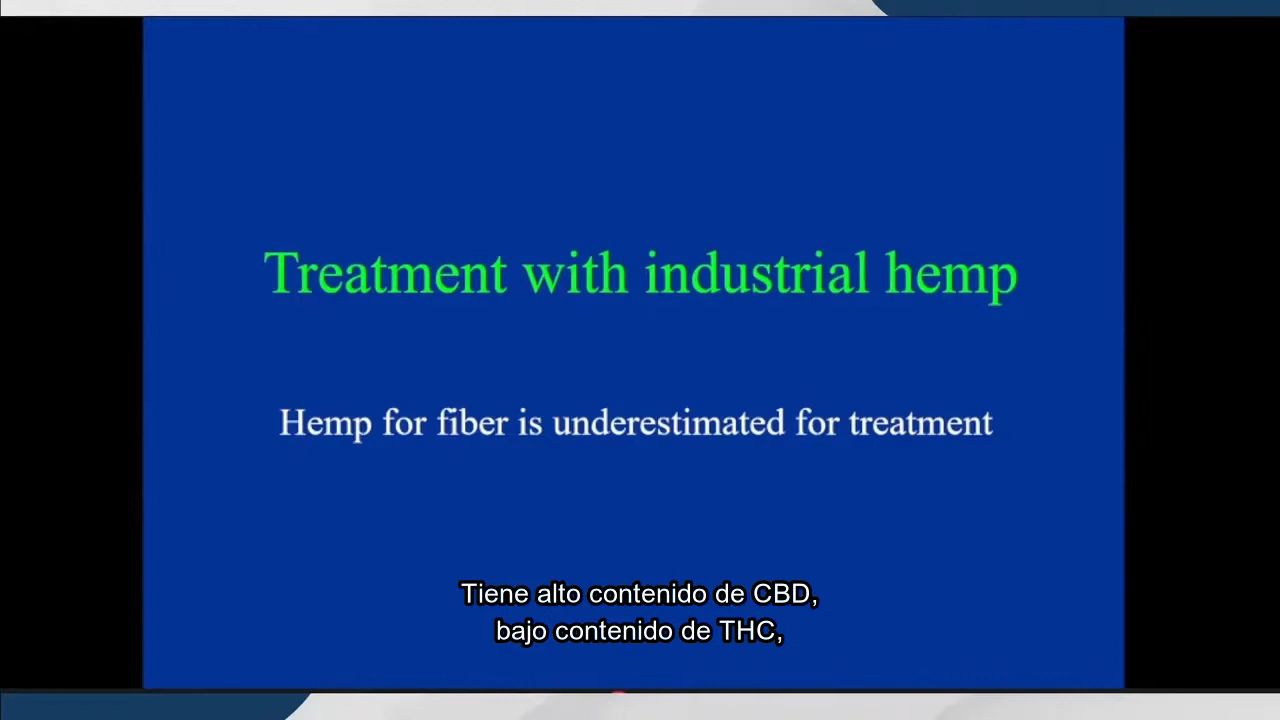 Treatment with industrial hemp
Hemp for fiber is underestimated for treatment
Tiene alto contenido de CBD,
bajo contenido de THC,